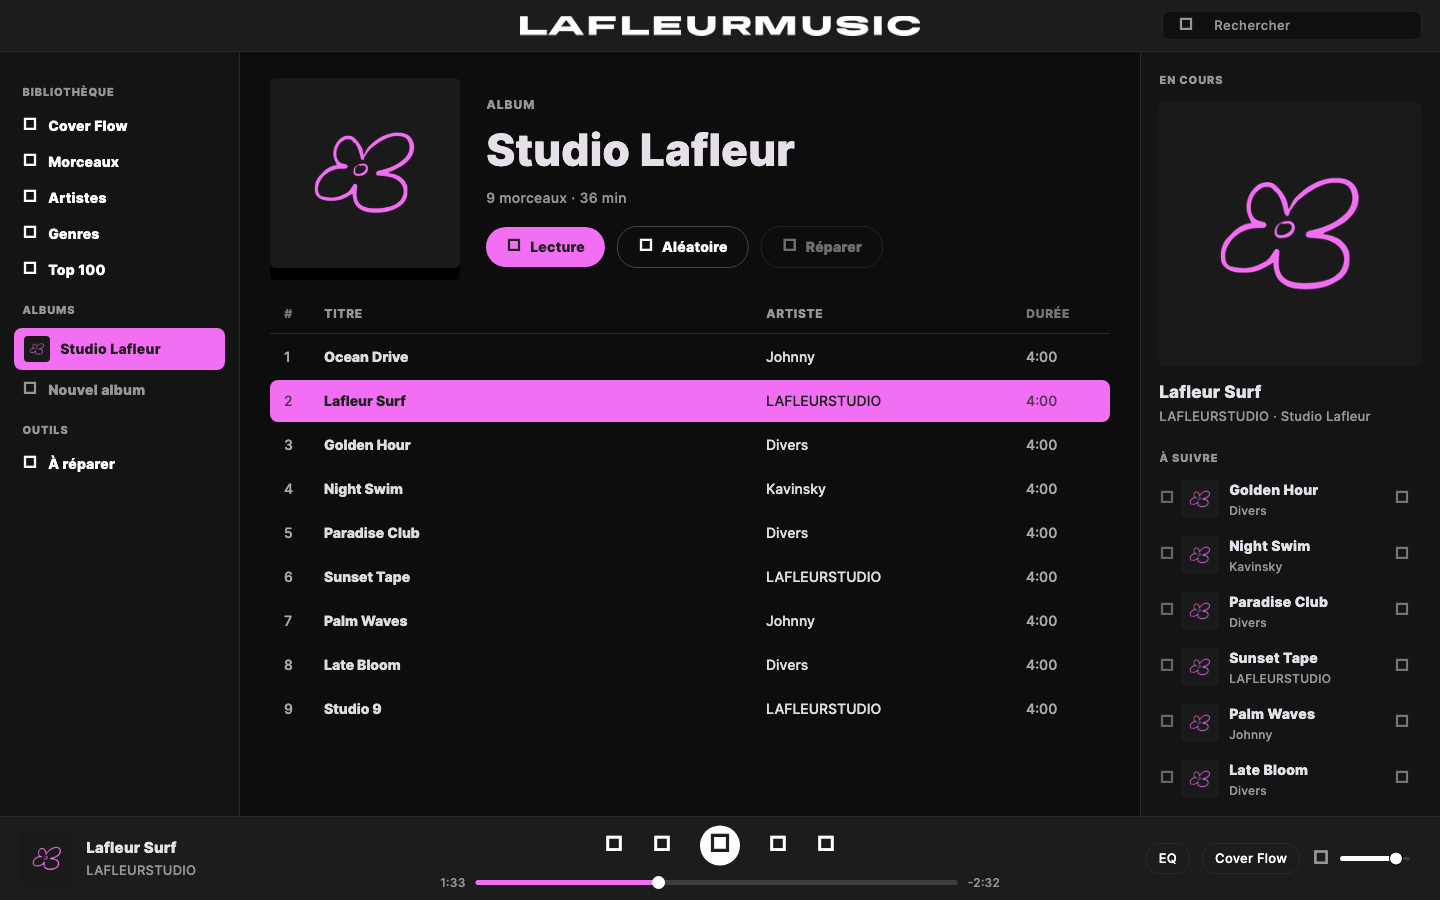 LAFLEURMUSIC
Rechercher
BIBLIOTHÈQUE
Cover Flow
Morceaux
Artistes
Genres
Top 100
ALBUMS
Studio Lafleur
Nouvel album
OUTILS
À réparer
ALBUM
Studio Lafleur
9 morceaux · 36 min
Lecture
Aléatoire
Réparer
# TITRE ARTISTE DURÉE
1 Ocean Drive Johnny 4:00
2 Lafleur Surf LAFLEURSTUDIO 4:00
3 Golden Hour Divers 4:00
4 Night Swim Kavinsky 4:00
5 Paradise Club Divers 4:00
6 Sunset Tape LAFLEURSTUDIO 4:00
7 Palm Waves Johnny 4:00
8 Late Bloom Divers 4:00
9 Studio 9 LAFLEURSTUDIO 4:00
EN COURS
Lafleur Surf
LAFLEURSTUDIO · Studio Lafleur
À SUIVRE
Golden Hour
Divers
Night Swim
Kavinsky
Paradise Club
Divers
Sunset Tape
LAFLEURSTUDIO
Palm Waves
Johnny
Late Bloom
Divers
Lafleur Surf
LAFLEURSTUDIO
1:33
-2:32
EQ
Cover Flow